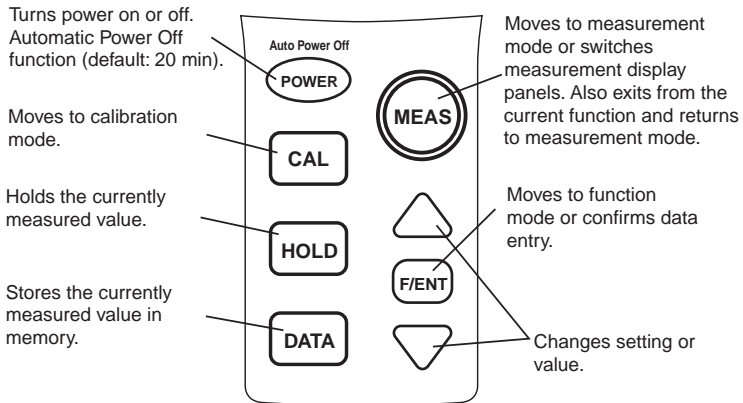 Turns power on or off.
Automatic Power Off
function (default: 20 min).
Moves to calibration
mode.
Holds the currently
measured value.
Stores the currently
measured value in
memory.
Auto Power Off
POWER
CAL
HOLD
DATA
MEAS
F/ENT
Moves to measurement
mode or switches
measurement display
panels. Also exits from the
current function and returns
to measurement mode.
Moves to function
mode or confirms data
entry.
Changes setting or
value.